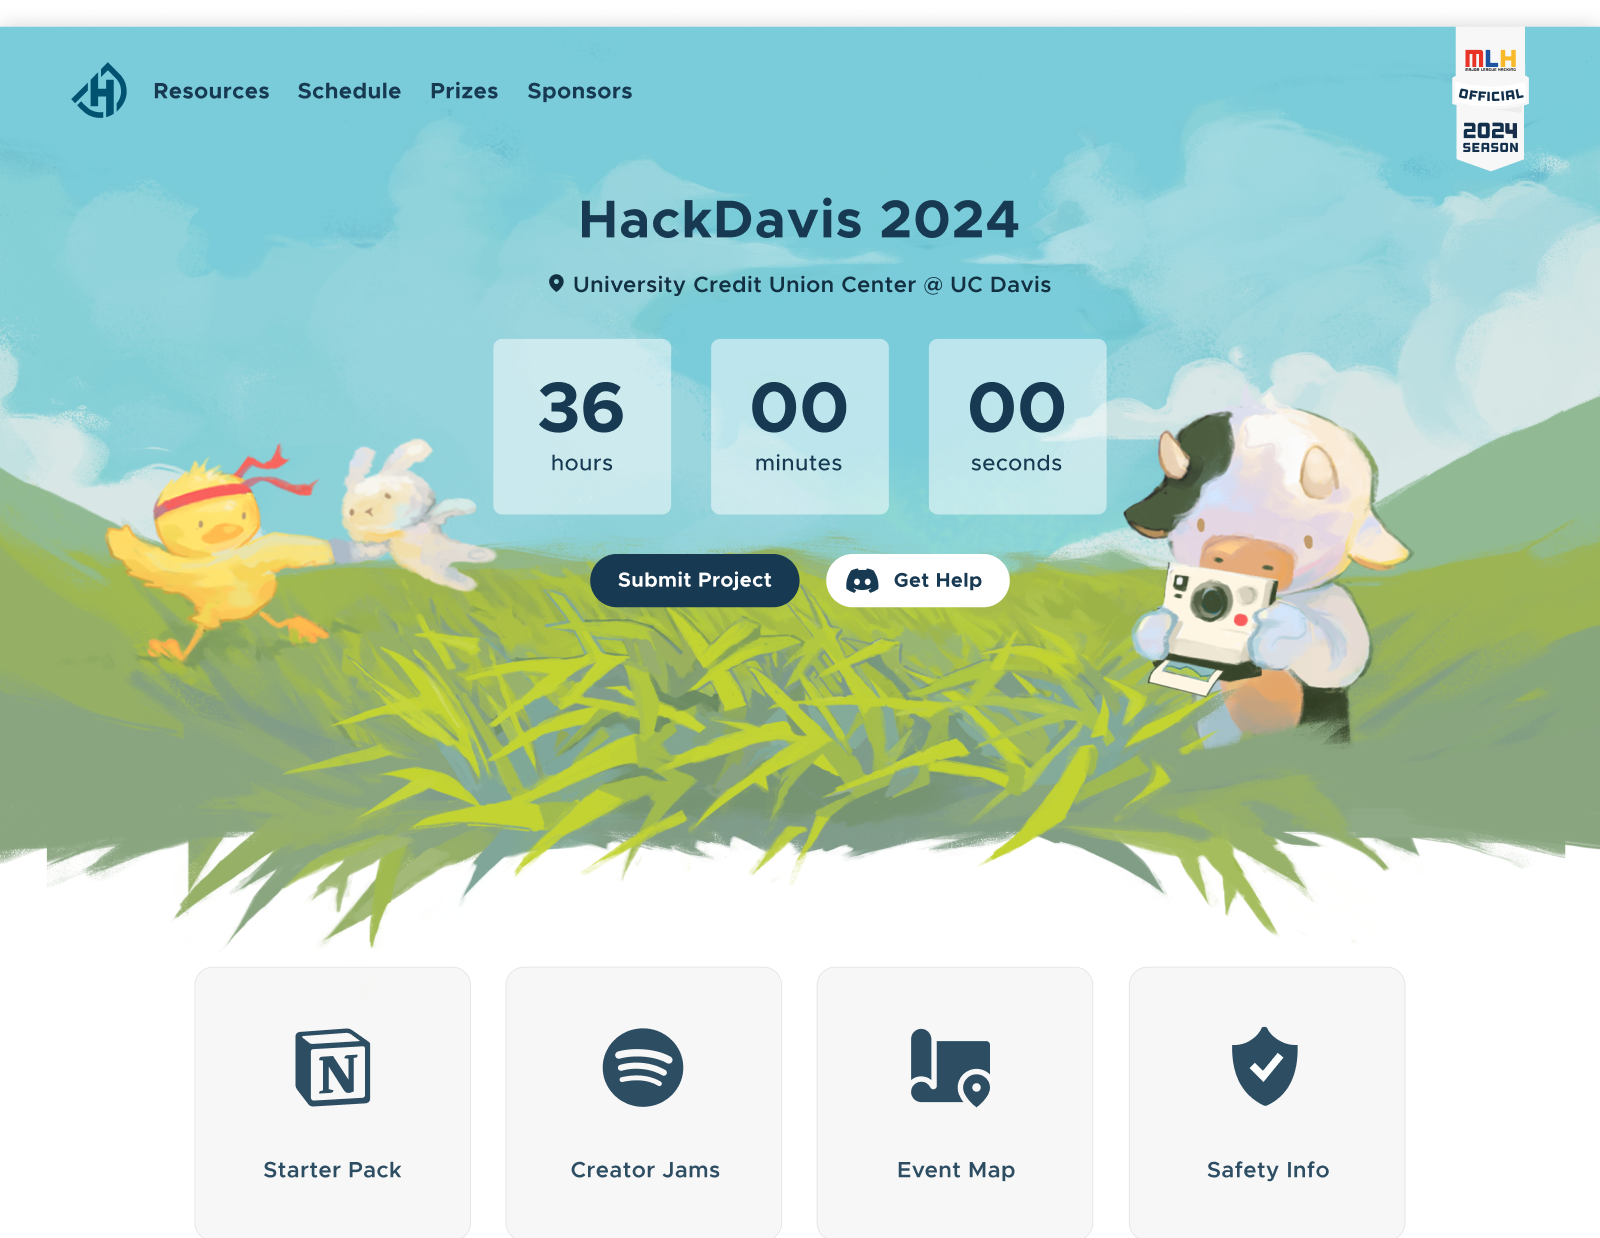 Resources Schedule Prizes Sponsors
MLH
MAJOR LEAGUE HACKING
OFFICIAL
2024
SEASON
HackDavis 2024
University Credit Union Center @ UC Davis
36 00 00
hours minutes seconds
Submit Project Get Help
N
Starter Pack Creator Jams Event Map Safety Info